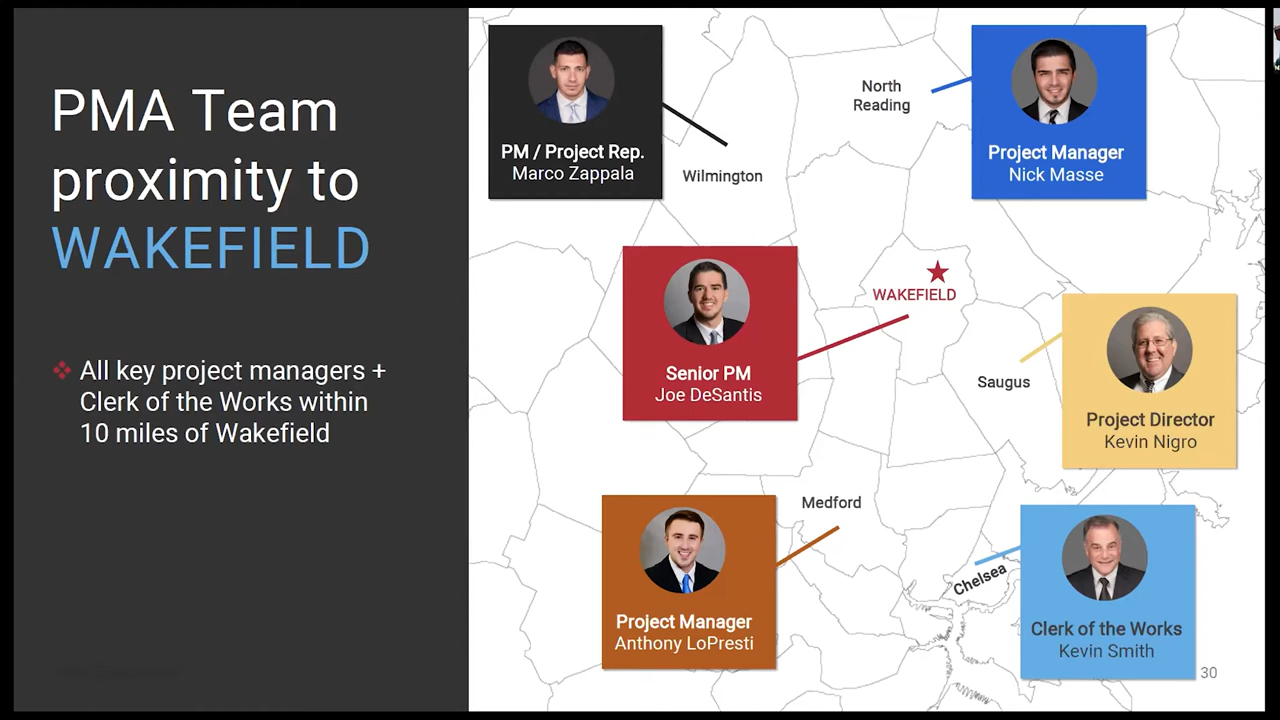 PMA Team
proximity to
WAKEFIELD
All key project managers +
Clerk of the Works within
10 miles of Wakefield
PM / Project Rep.
Marco Zappala
Wilmington
North
Reading
Project Manager
Nick Masse
Senior PM
Joe DeSantis
WAKEFIELD
Saugus
Project Director
Kevin Nigro
Medford
Project Manager
Anthony LoPresti
Chelsea
Clerk of the Works
Kevin Smith
30